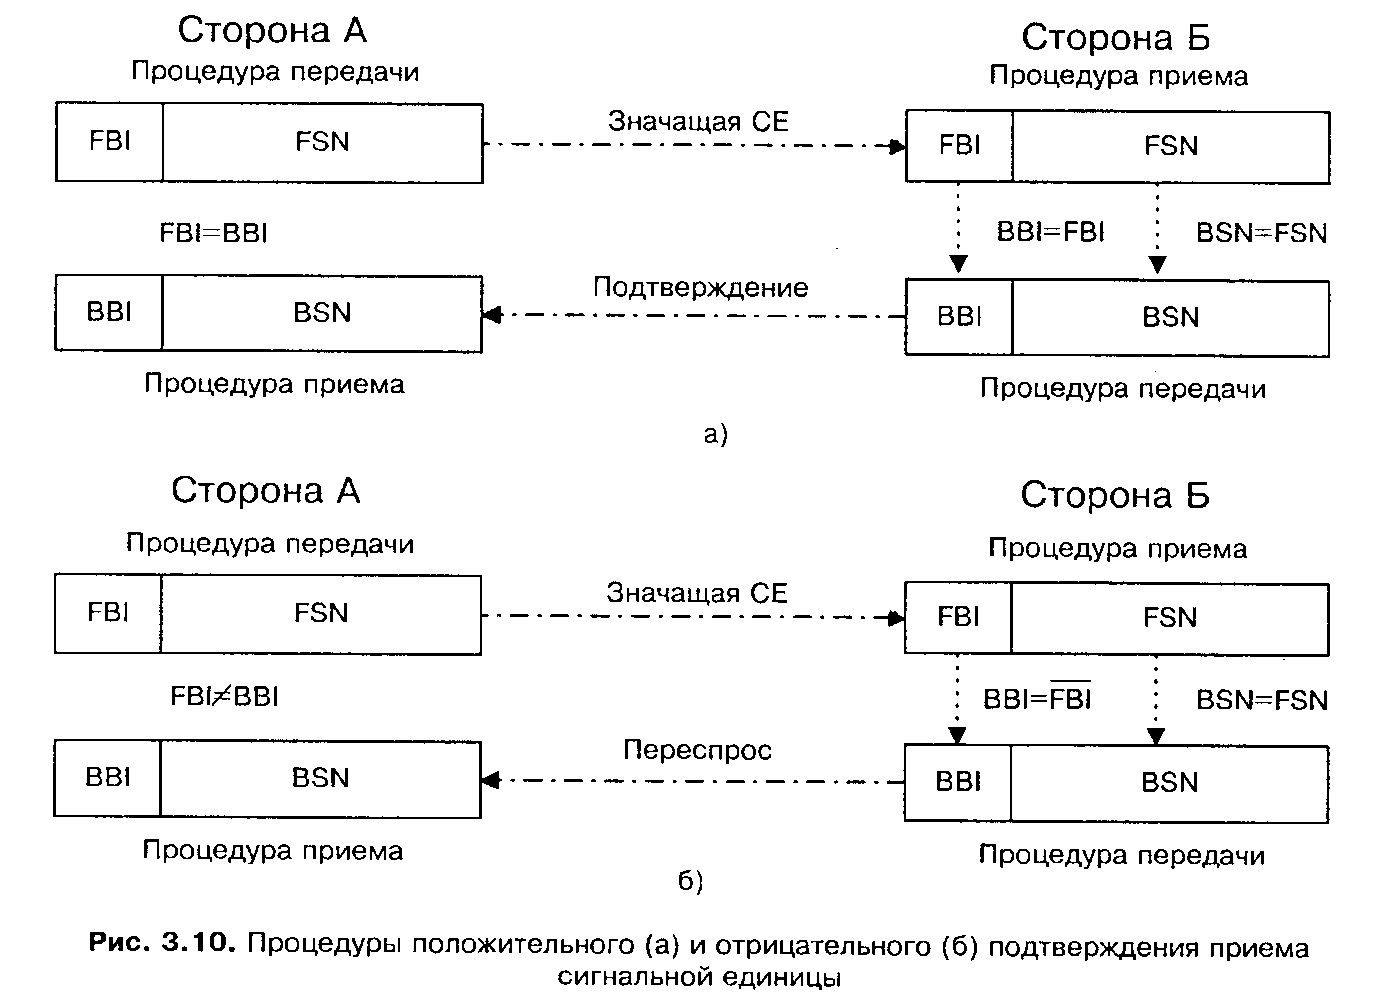 Сторона А
Сторона Б
Процедура передачи
Процедура приема
FBI
FSN
Значащая СЕ
FBI
FSN
FBI=BBI
BBI=FBI
BSN=FSN
BBI
BSN
Подтверждение
BBI
BSN
Процедура приема
Процедура передачи
а)
Сторона А
Сторона Б
Процедура передачи
Процедура приема
FBI
FSN
Значащая СЕ
FBI
FSN
FBI≠BBI
BBI=F̅B̅I̅
BSN=FSN
BBI
BSN
Переспрос
BBI
BSN
Процедура приема
Процедура передачи
б)
Рис. 3.10. Процедуры положительного (а) и отрицательного (б) подтверждения приема
сигнальной единицы